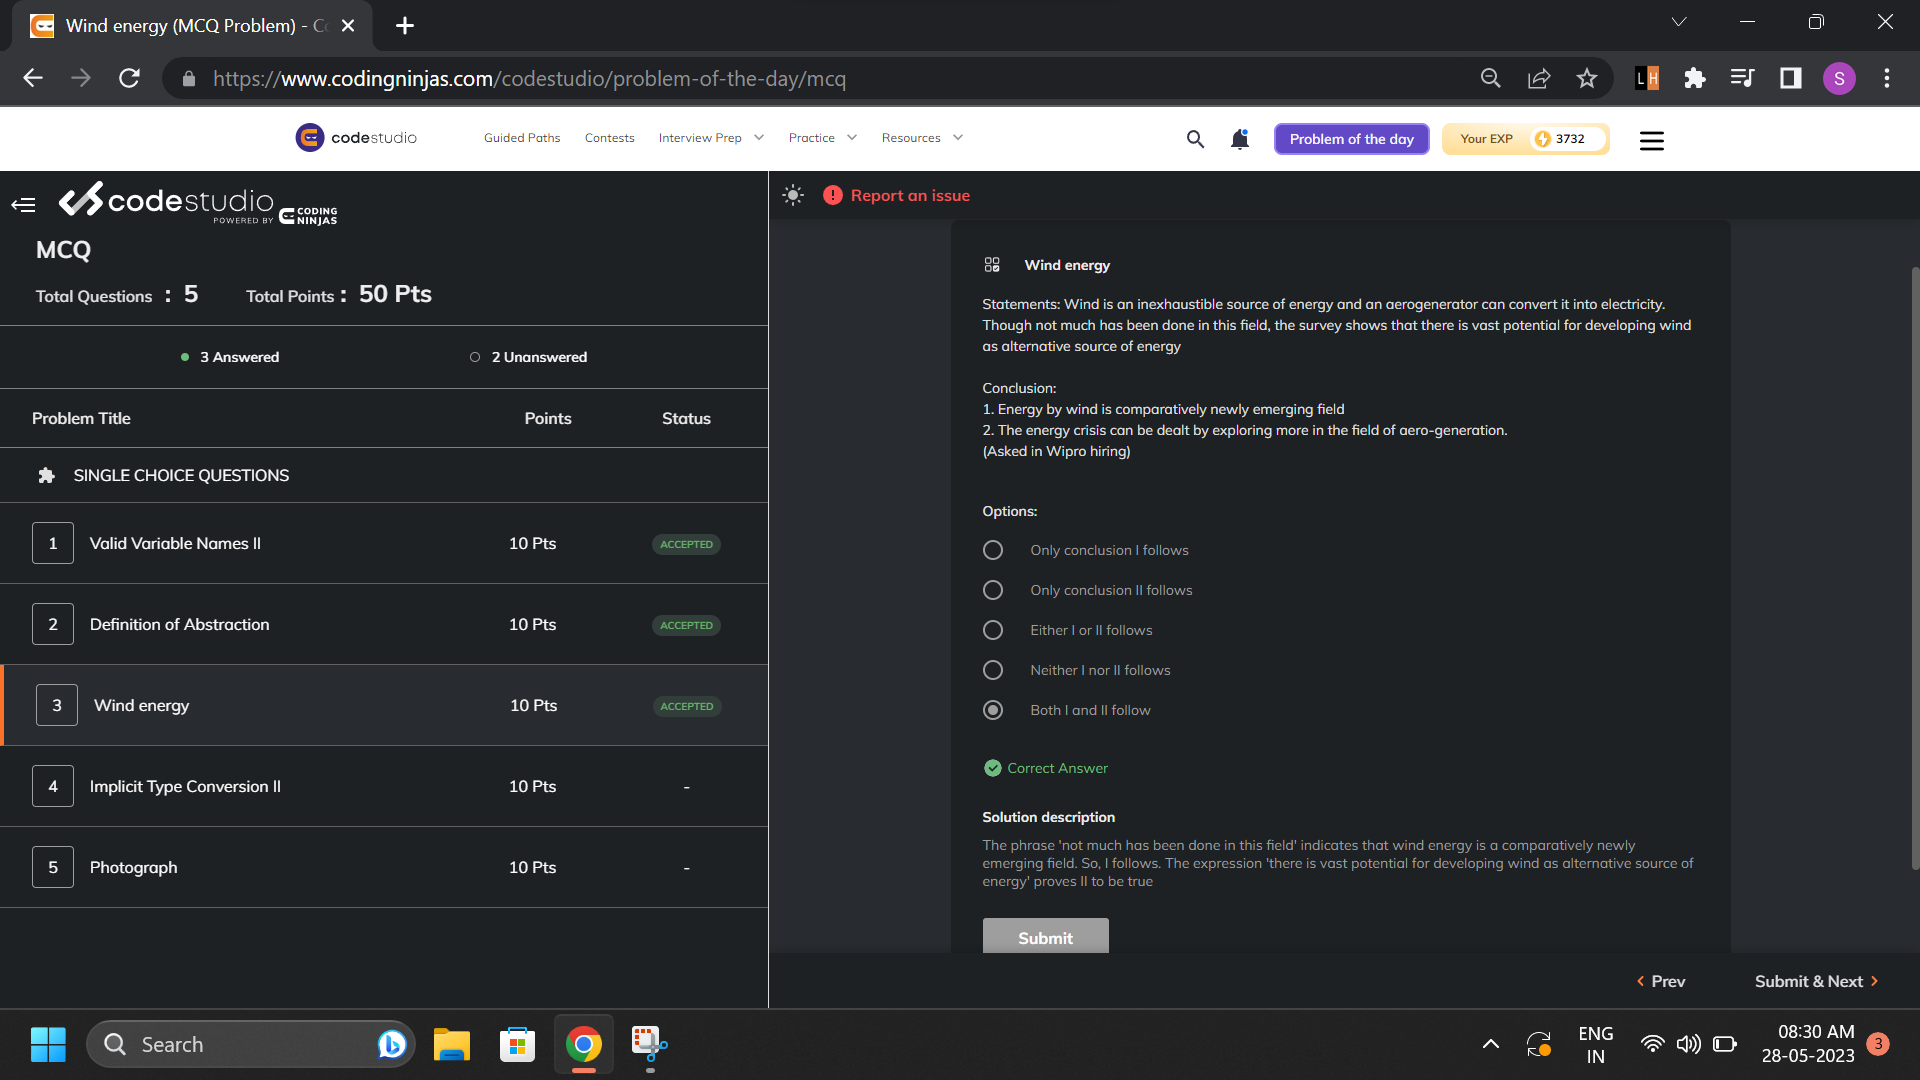 Wind energy (MCQ Problem) - C
https://www.codingninjas.com/codestudio/problem-of-the-day/mcq
L H
S
codestudio
Guided Paths
Contests
Interview Prep
Practice
Resources
Problem of the day
Your EXP
3732
codestudio
POWERED BY CODING NINJAS
MCQ
Total Questions : 5
Total Points : 50 Pts
3 Answered
2 Unanswered
Problem Title
Points
Status
SINGLE CHOICE QUESTIONS
1
Valid Variable Names II
10 Pts
ACCEPTED
2
Definition of Abstraction
10 Pts
ACCEPTED
3
Wind energy
10 Pts
ACCEPTED
4
Implicit Type Conversion II
10 Pts
-
5
Photograph
10 Pts
-
Report an issue
Wind energy
Statements: Wind is an inexhaustible source of energy and an aerogenerator can convert it into electricity.
Though not much has been done in this field, the survey shows that there is vast potential for developing wind
as alternative source of energy
Conclusion:
1. Energy by wind is comparatively newly emerging field
2. The energy crisis can be dealt by exploring more in the field of aero-generation.
(Asked in Wipro hiring)
Options:
Only conclusion I follows
Only conclusion II follows
Either I or II follows
Neither I nor II follows
Both I and II follow
Correct Answer
Solution description
The phrase 'not much has been done in this field' indicates that wind energy is a comparatively newly
emerging field. So, I follows. The expression 'there is vast potential for developing wind as alternative source of
energy' proves II to be true
Submit
Prev
Submit & Next
Search
ENG
IN
08:30 AM
28-05-2023
3